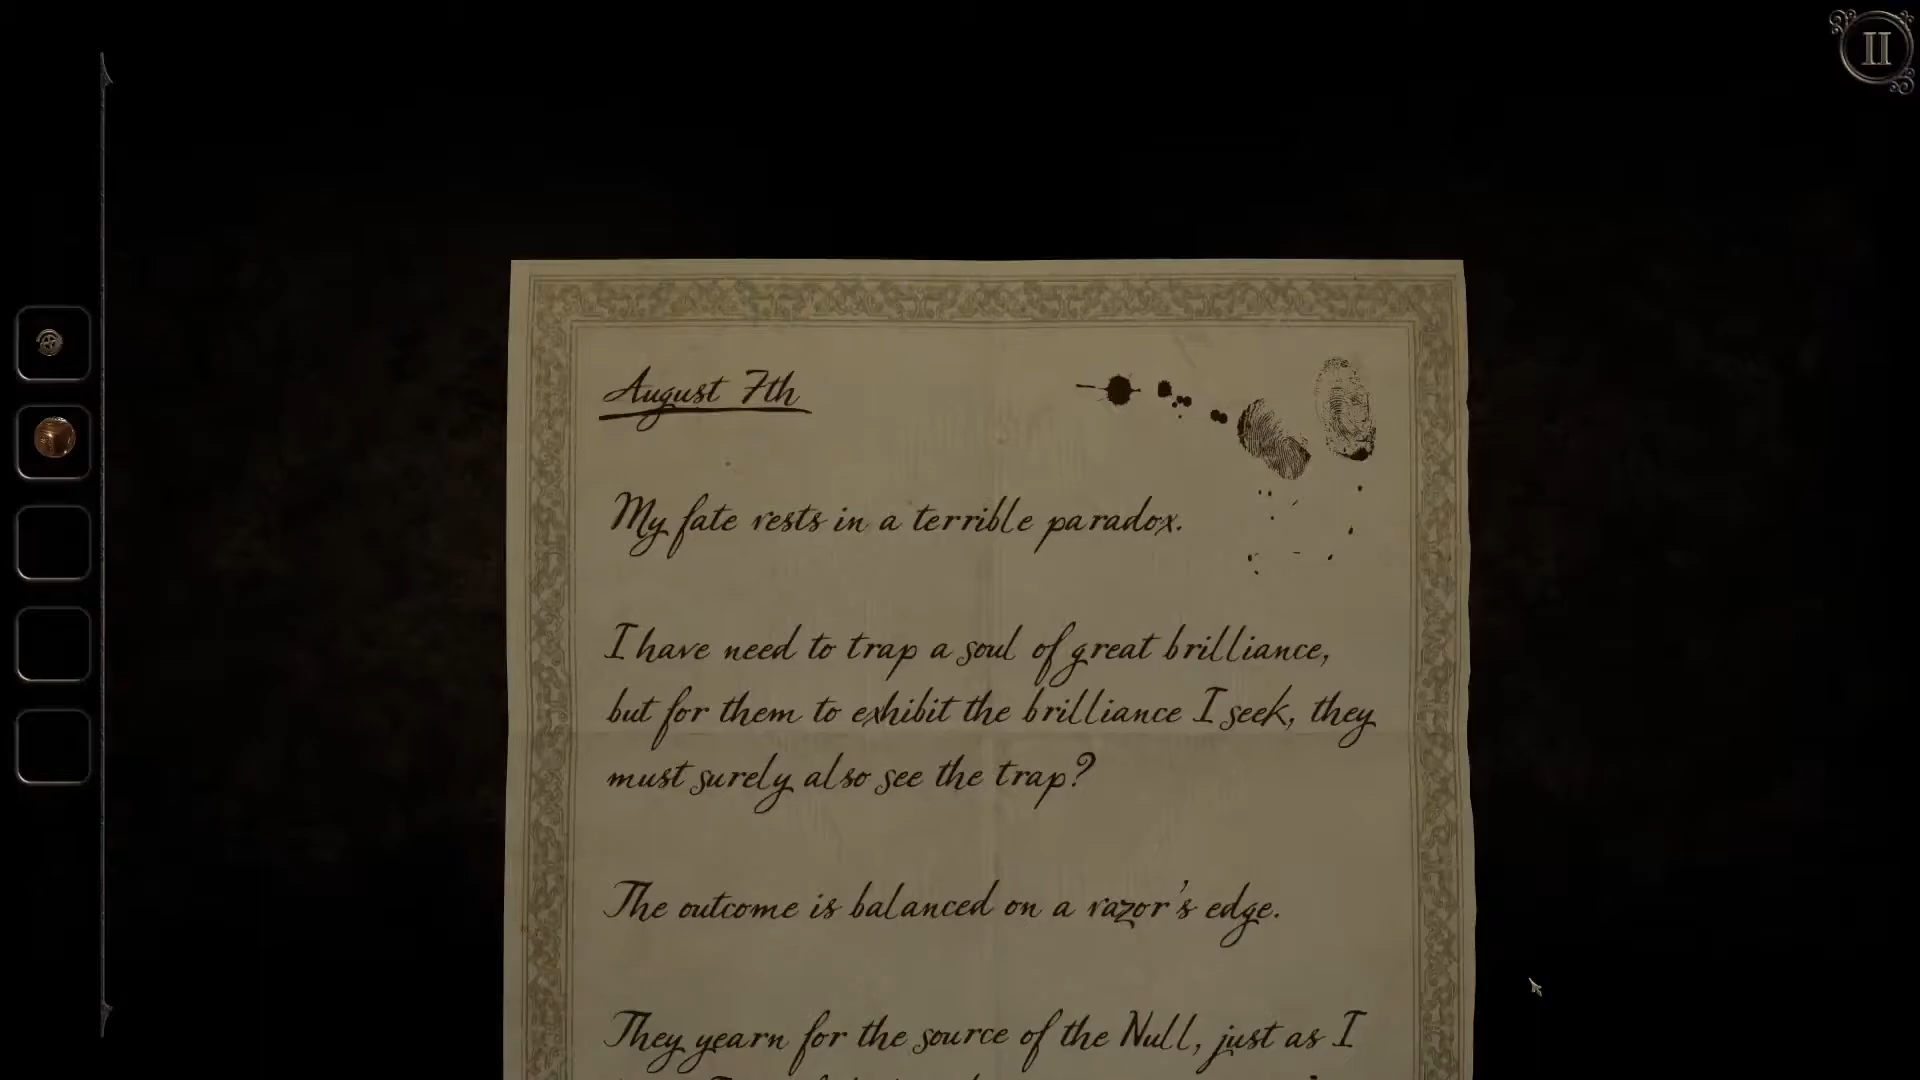 II
August 7th
My fate rests in a terrible paradox.
I have need to trap a soul of great brilliance,
but for them to exhibit the brilliance I seek, they
must surely also see the trap?
The outcome is balanced on a razor's edge.
They yearn for the source of the Null, just as I